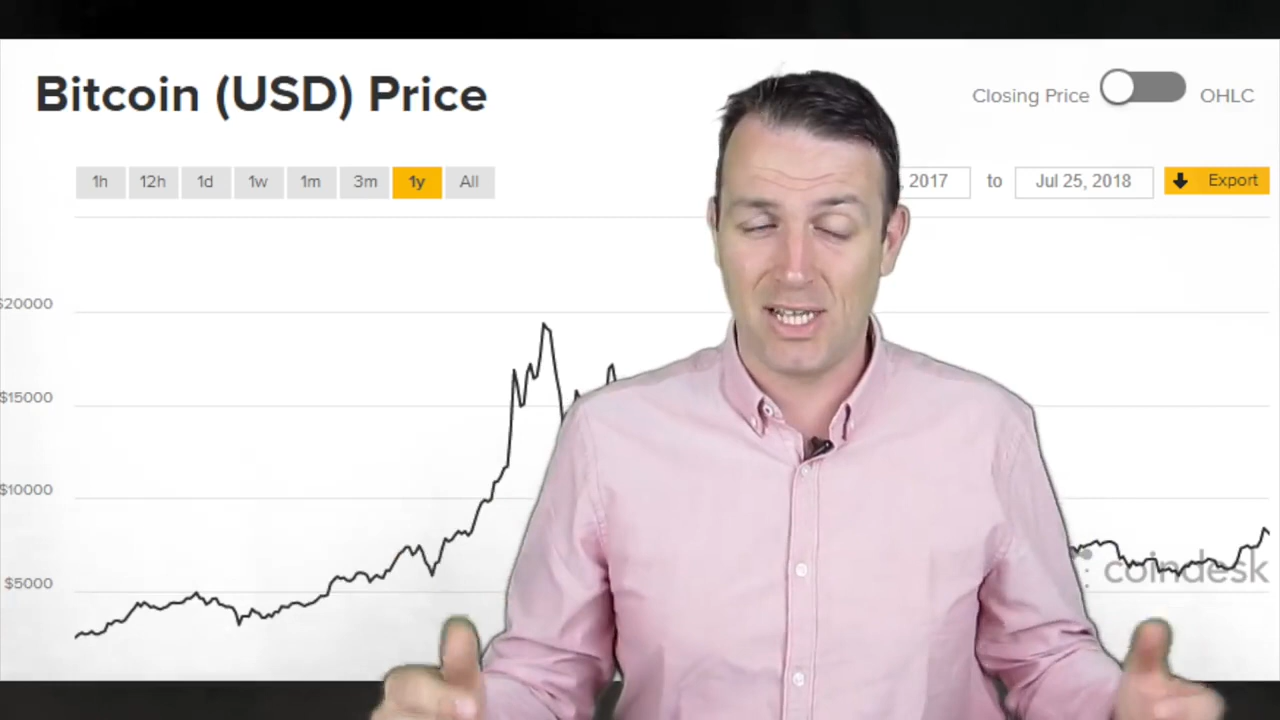 Bitcoin (USD) Price
Closing Price OHLC
1h 12h 1d 1w 1m 3m 1y All , 2017 to Jul 25, 2018 Export
$20000
$15000
$10000
$5000
coindesk